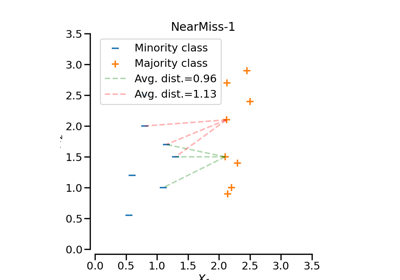 NearMiss-1
3.5
3.0
2.5
2.0
1.5
1.0
0.5
0.0
Minority class
Majority class
Avg. dist.=0.96
Avg. dist.=1.13
0.0 0.5 1.0 1.5 2.0 2.5 3.0 3.5